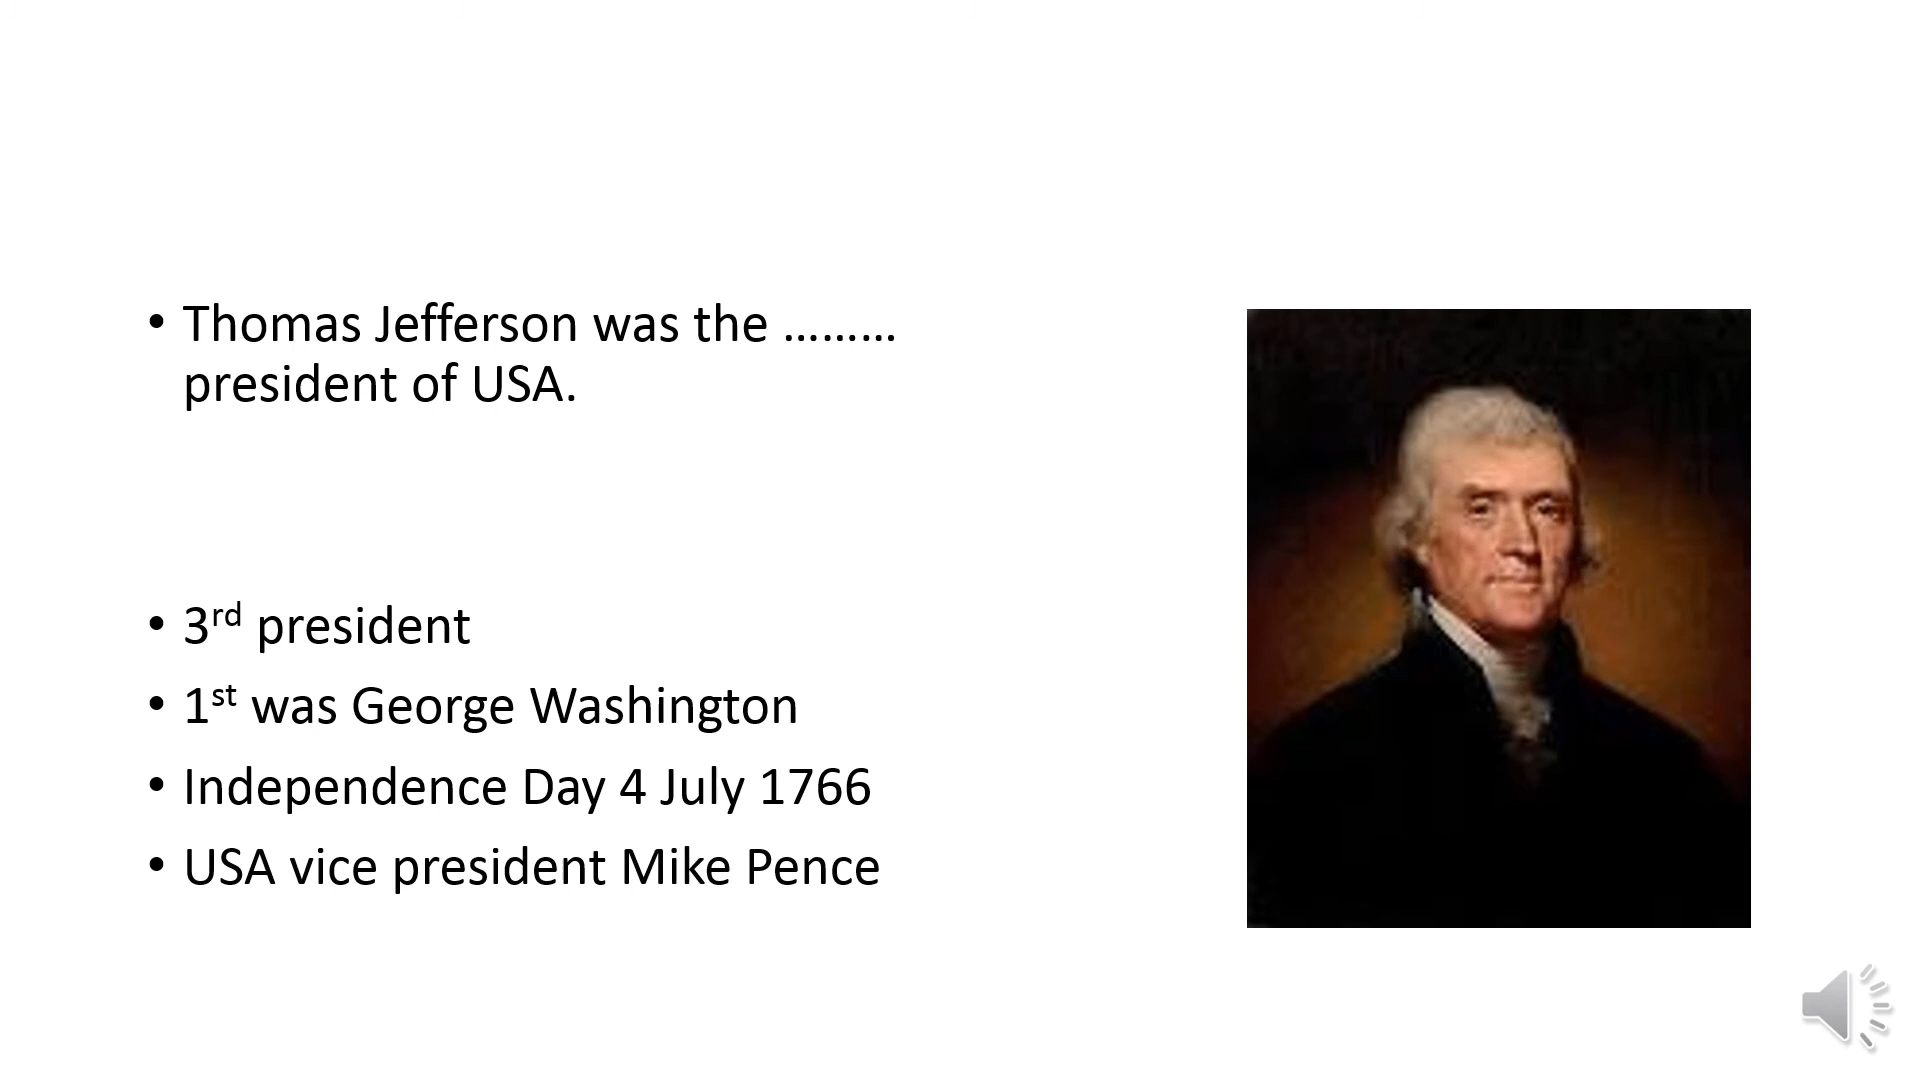 • Thomas Jefferson was the .........
president of USA.
• 3rd president
• 1st was George Washington
• Independence Day 4 July 1766
• USA vice president Mike Pence